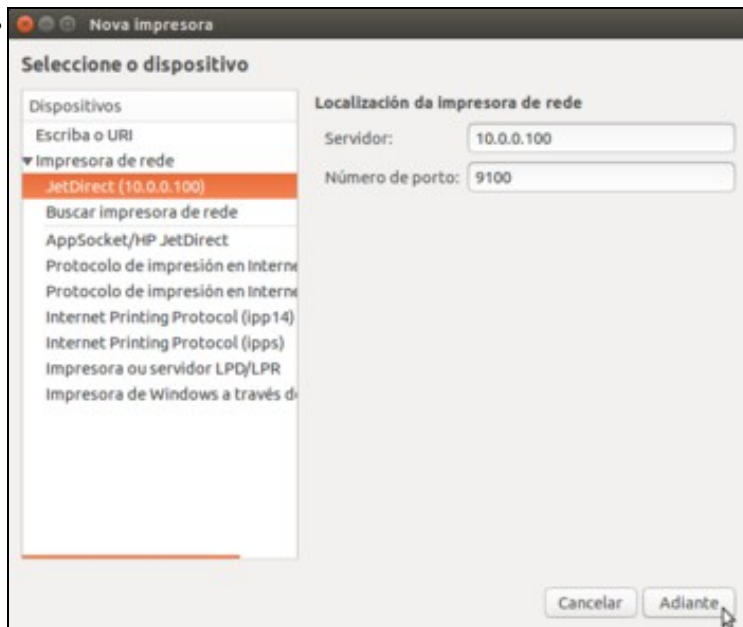 Nova impresora
Seleccione o dispositivo
Dispositivos
Escriba o URI
Impresora de rede
JetDirect (10.0.0.100)
Buscar impresora de rede
AppSocket/HP JetDirect
Protocolo de impresión en Interne
Protocolo de impresión en Interne
Internet Printing Protocol (ipp14)
Internet Printing Protocol (ipps)
Impresora ou servidor LPD/LPR
Impresora de Windows a través d
Localización da impresora de rede
Servidor: 10.0.0.100
Número de porto: 9100
Cancelar Adiante